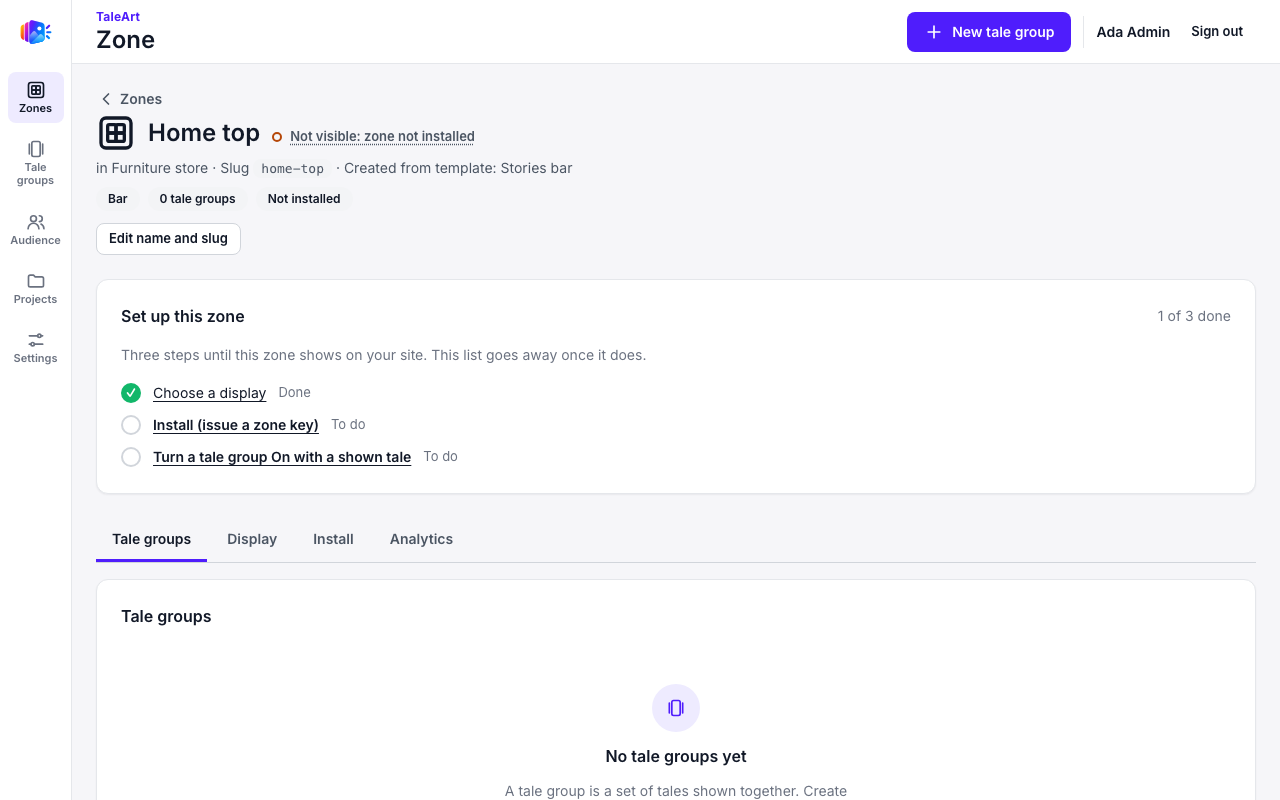 TaleArt
Zone
New tale group
Ada Admin
Sign out
Zones
Tale groups
Audience
Projects
Settings
Zones
Home top
Not visible: zone not installed
in Furniture store · Slug home-top · Created from template: Stories bar
Bar
0 tale groups
Not installed
Edit name and slug
Set up this zone
1 of 3 done
Three steps until this zone shows on your site. This list goes away once it does.
Choose a display Done
Install (issue a zone key) To do
Turn a tale group On with a shown tale To do
Tale groups
Display
Install
Analytics
Tale groups
No tale groups yet
A tale group is a set of tales shown together. Create